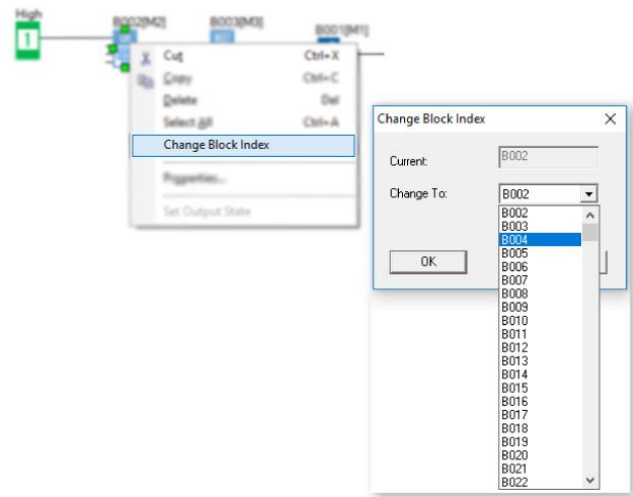 High
1
B002[M2]
B003[M3]
B001[M1]
Cut Ctrl+X
Copy Ctrl+C
Delete Del
Select All Ctrl+A
Change Block Index
Properties...
Set Output State
Change Block Index
Current: B002
Change To: B002
B002
B003
B004
B005
B006
B007
B008
B009
B010
B011
B012
B013
B014
B015
B016
B017
B018
B019
B020
B021
B022
OK